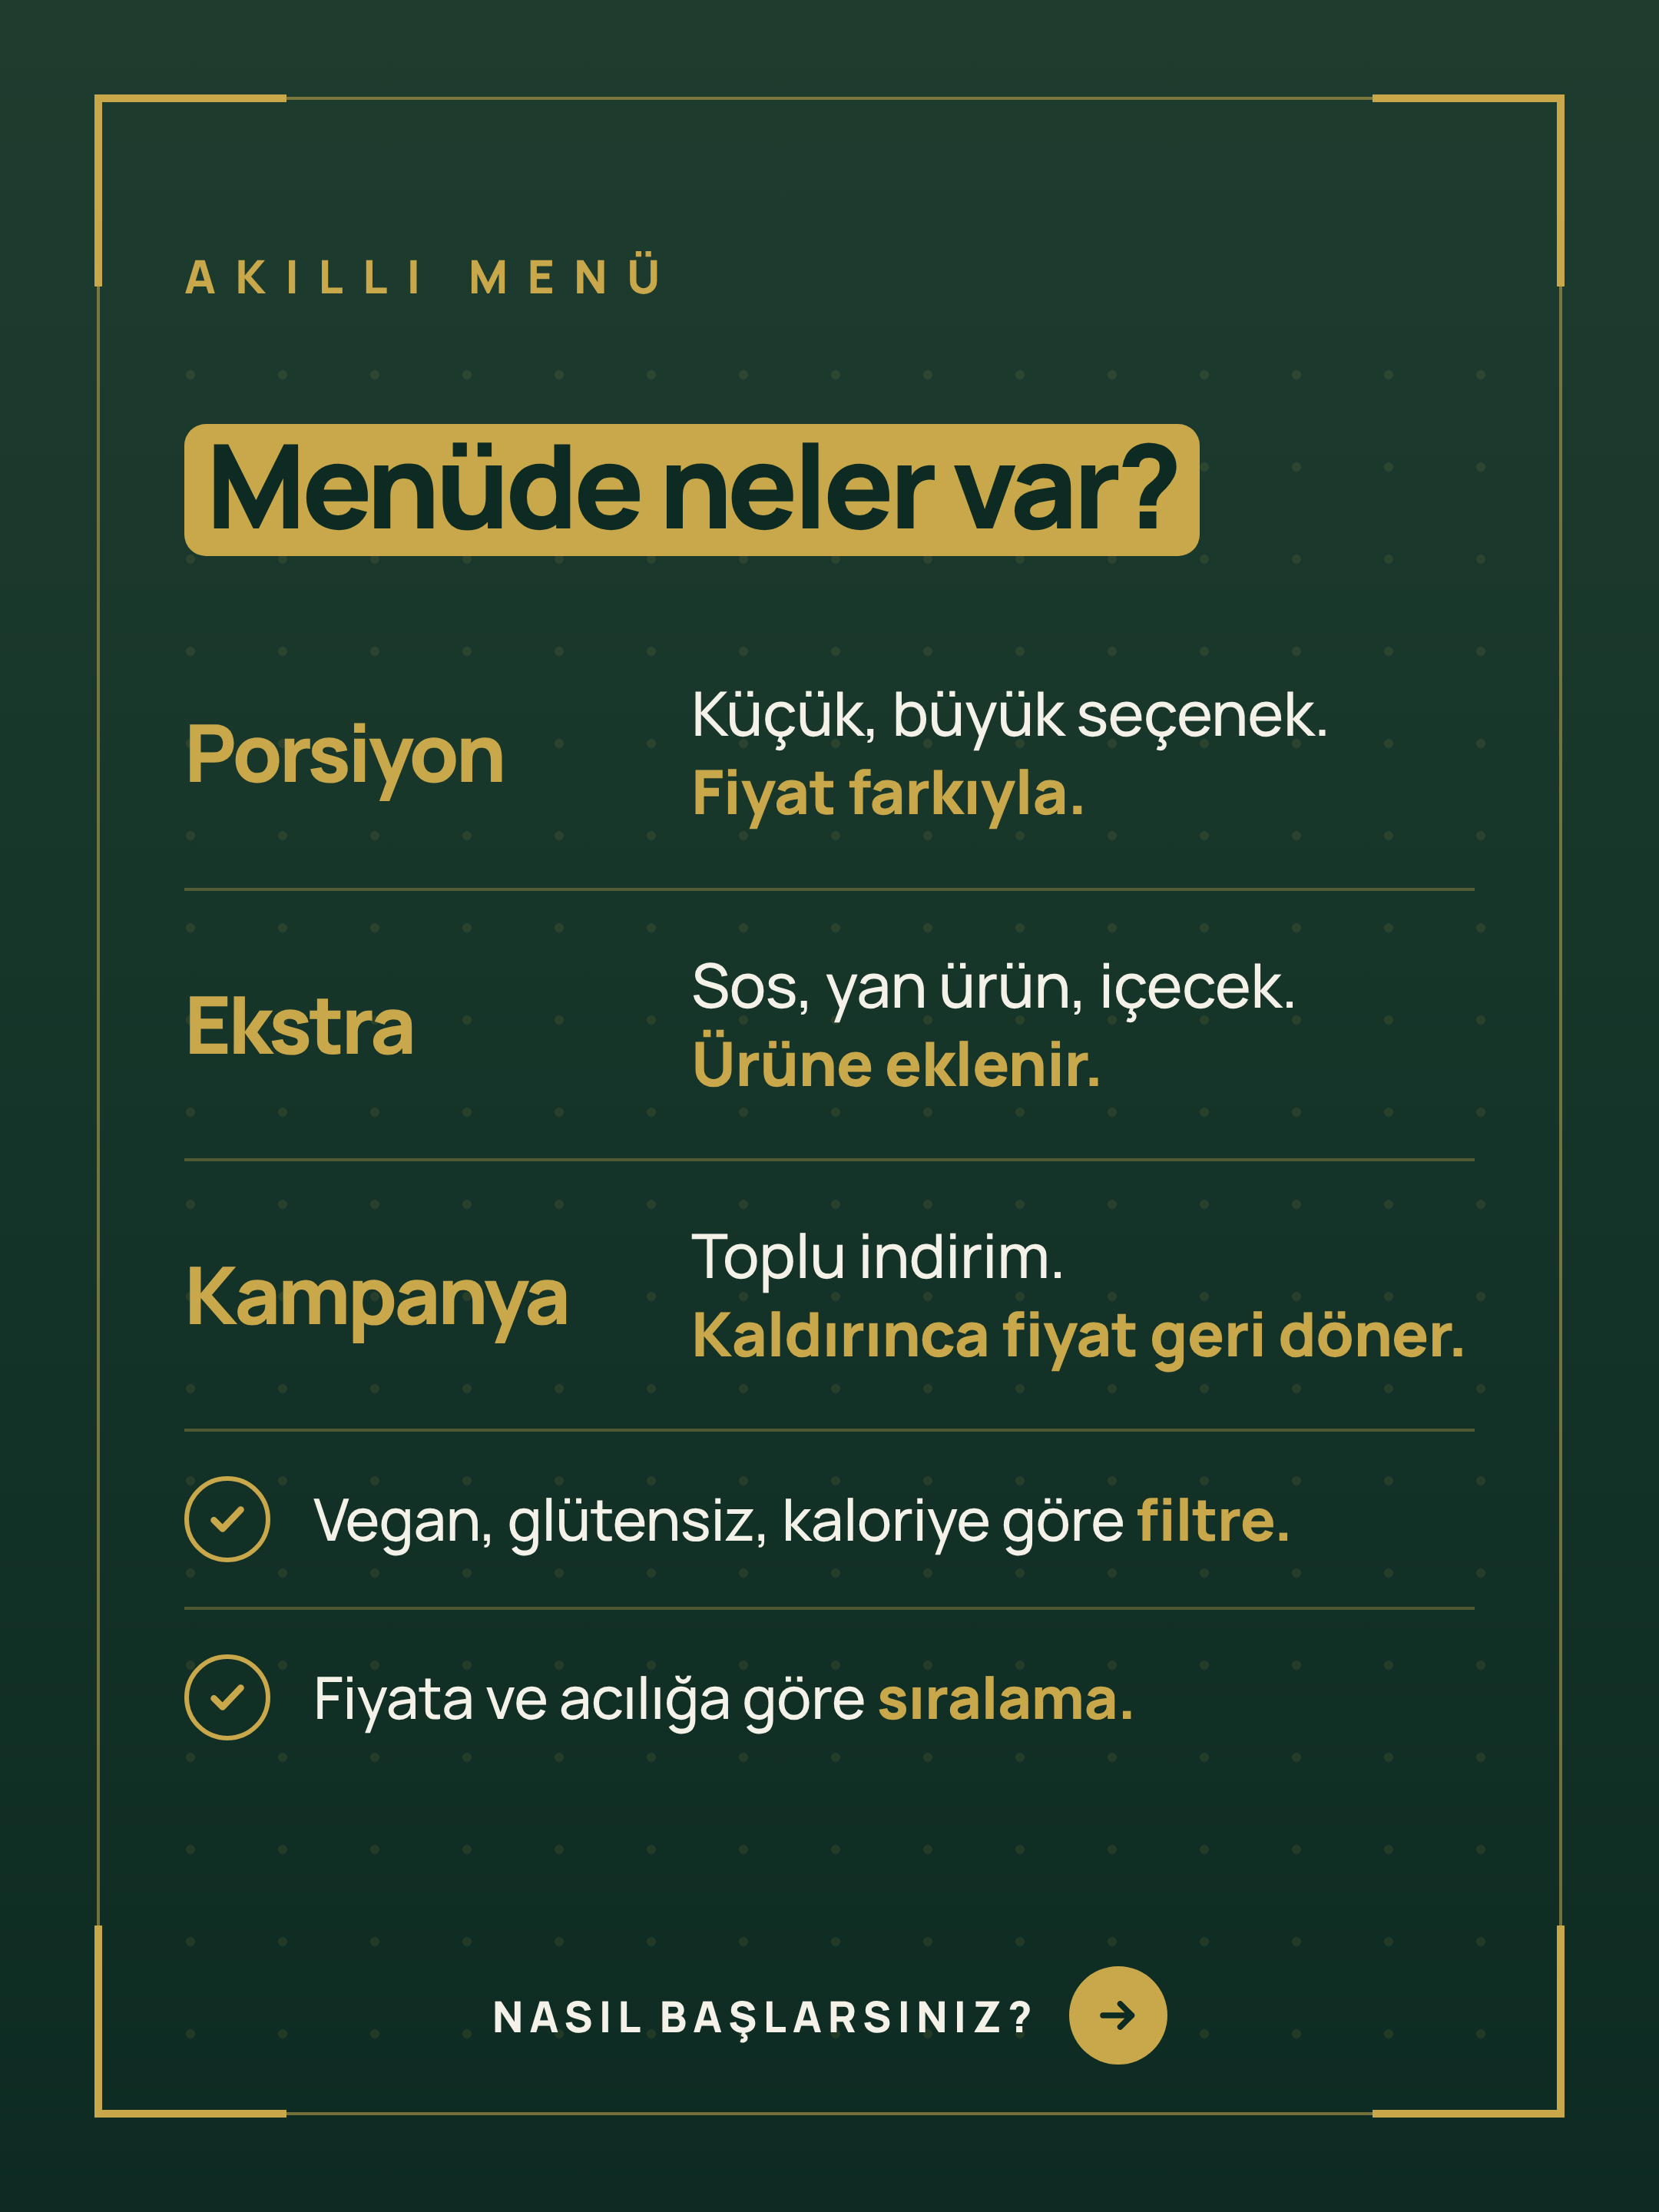 AKILLI MENÜ
Menüde neler var?
Porsiyon
Küçük, büyük seçenek.
Fiyat farkıyla.
Ekstra
Sos, yan ürün, içecek.
Ürüne eklenir.
Kampanya
Toplu indirim.
Kaldırınca fiyat geri döner.
Vegan, glütensiz, kaloriye göre filtre.
Fiyata ve acılığa göre sıralama.
NASIL BAŞLARSINIZ?